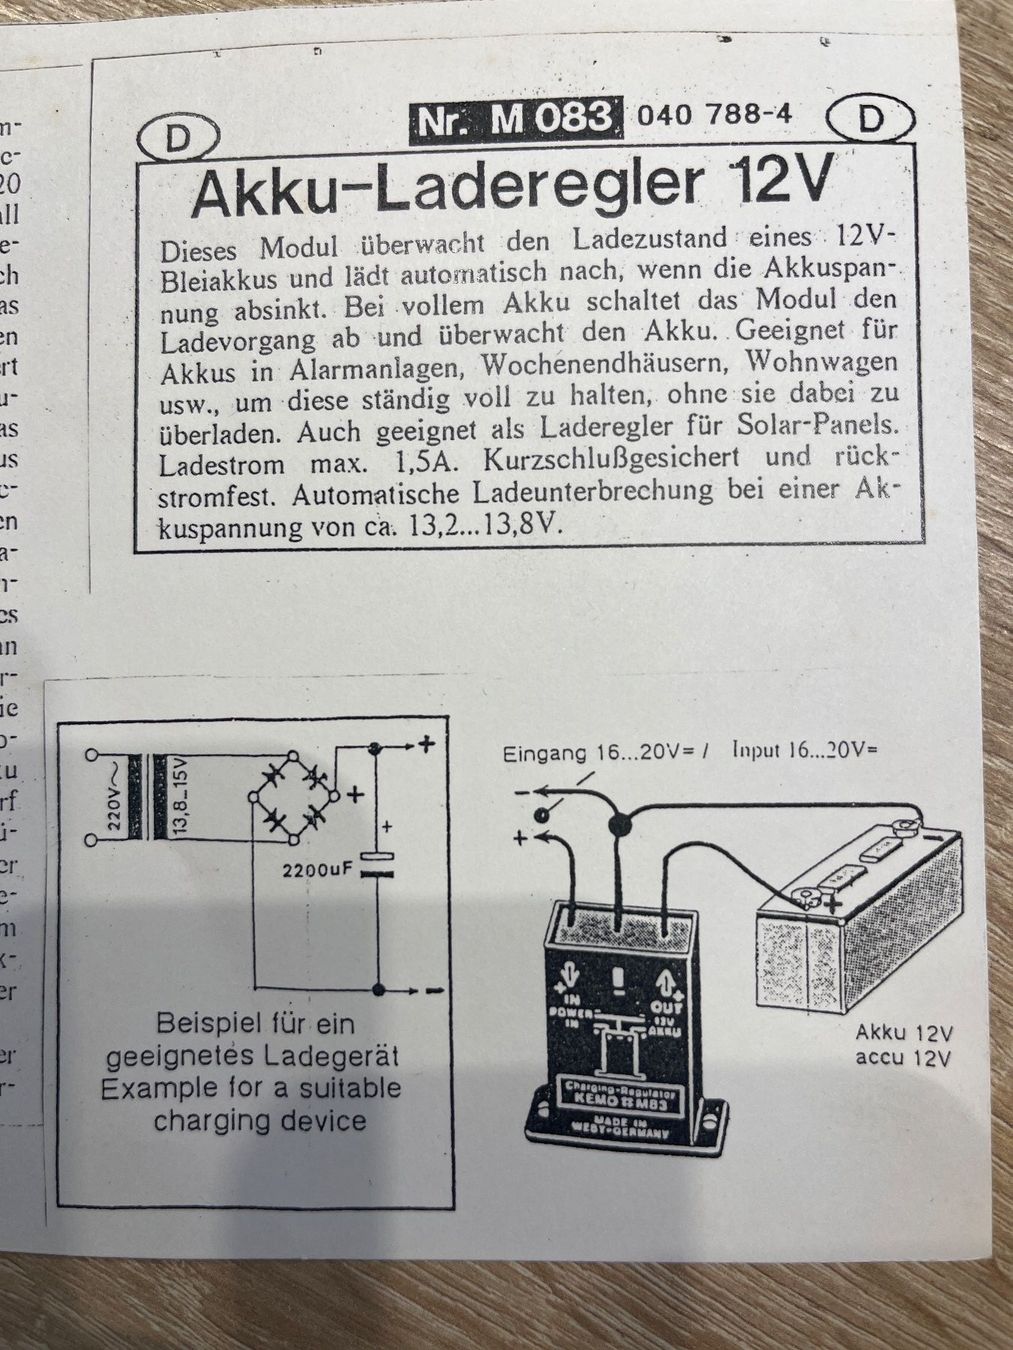 D
Nr. M 083 040 788-4
D
Akku-Laderegler 12V
Dieses Modul überwacht den Ladezustand eines 12V-
Bleiakkus und lädt automatisch nach, wenn die Akkuspan-
nung absinkt. Bei vollem Akku schaltet das Modul den
Ladevorgang ab und überwacht den Akku. Geeignet für
Akkus in Alarmanlagen, Wochenendhäusern, Wohnwagen
usw., um diese ständig voll zu halten, ohne sie dabei zu
überladen. Auch geeignet als Laderegler für Solar-Panels.
Ladestrom max. 1,5A. Kurzschlußgesichert und rück-
stromfest. Automatische Ladeunterbrechung bei einer Ak-
kuspannung von ca. 13,2...13,8V.
220V~
13,8-15V
+
+
+
2200uF
-
Beispiel für ein
geeignetes Ladegerät
Example for a suitable
charging device
Eingang 16...20V= / Input 16...20V=
-
+
-
+
+ IN
POWER
IN
OUT +
12V
AKKU
Charging-Regulator
KEMO M83
MADE IN
WEST-GERMANY
Akku 12V
accu 12V